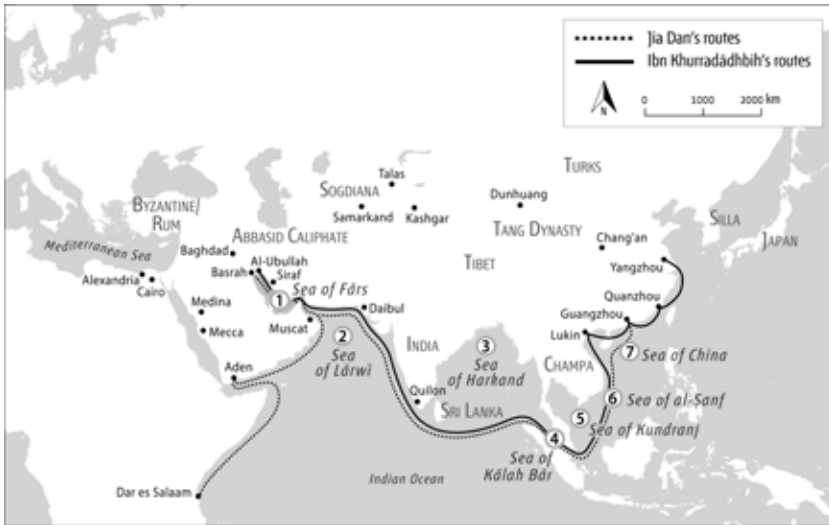 Jia Dan's routes
Ibn Khurradādhbih's routes
N
0 1000 2000 km
TURKS
Talas
SOGDIANA
Dunhuang
Samarkand
Kashgar
BYZANTINE/
RUM
TANG DYNASTY
SILLA
JAPAN
Mediterranean Sea
ABBASID CALIPHATE
Chang'an
Baghdad
Al-Ubullah
TIBET
Yangzhou
Alexandria
Basrah
Siraf
Cairo
Sea of Fārs
Quanzhou
Medina
1
Daibul
Guangzhou
Mecca
Muscat
2
Sea
of Lārwī
INDIA
3
Sea
of Harkand
Lukin
7
Sea of China
CHAMPA
Aden
Quilon
6
Sea of al-Sanf
SRI LANKA
5
Sea of Kundranj
4
Sea of
Kālah Bār
Indian Ocean
Dar es Salaam